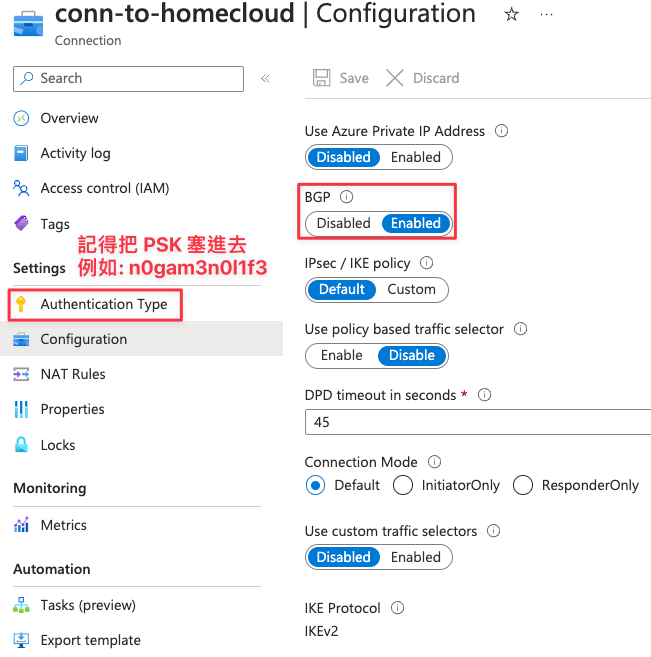 conn-to-homecloud | Configuration
Connection
Search
Save
Discard
Overview
Activity log
Access control (IAM)
Tags
記得把 PSK 塞進去
例如: n0gam3n0l1f3
Settings
Authentication Type
Configuration
NAT Rules
Properties
Locks
Monitoring
Metrics
Automation
Tasks (preview)
Export template
Use Azure Private IP Address
Disabled Enabled
BGP
Disabled Enabled
IPsec / IKE policy
Default Custom
Use policy based traffic selector
Enable Disable
DPD timeout in seconds *
45
Connection Mode
Default InitiatorOnly ResponderOnly
Use custom traffic selectors
Disabled Enabled
IKE Protocol
IKEv2